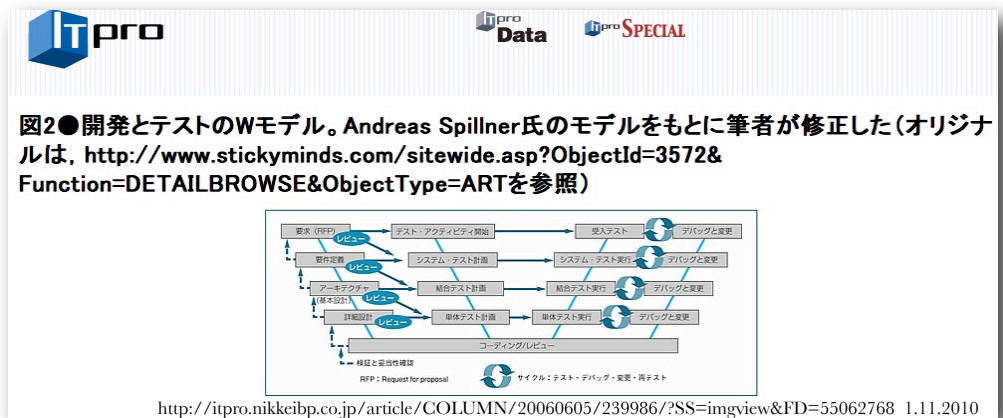 ITpro
ITpro Data
ITpro SPECIAL
図2●開発とテストのWモデル。Andreas Spillner氏のモデルをもとに筆者が修正した（オリジナ
ルは，http://www.stickyminds.com/sitewide.asp?ObjectId=3572&
Function=DETAILBROWSE&ObjectType=ARTを参照）
要求（RFP） テスト・アクティビティ開始 受入テスト デバッグと変更
レビュー
要件定義 システム・テスト計画 システム・テスト実行 デバッグと変更
レビュー
アーキテクチャ 結合テスト計画 結合テスト実行 デバッグと変更
(基本設計) レビュー
詳細設計 レビュー 単体テスト計画 単体テスト実行 デバッグと変更
コーディング/レビュー
検証と妥当性確認
RFP：Request for proposal サイクル：テスト・デバッグ・変更・再テスト
http://itpro.nikkeibp.co.jp/article/COLUMN/20060605/239986/?SS=imgview&FD=55062768 1.11.2010